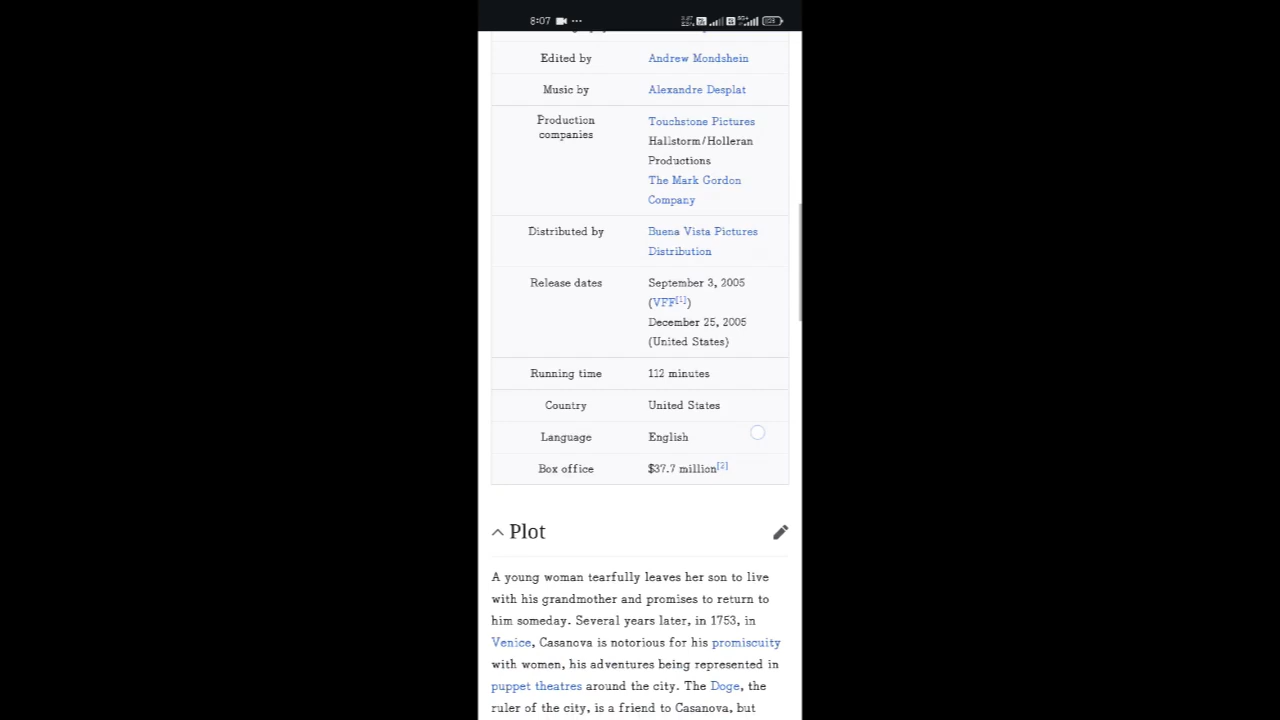 8:07
Edited by
Andrew Mondshein
Music by
Alexandre Desplat
Production
companies
Touchstone Pictures
Hallstorm/Holleran
Productions
The Mark Gordon
Company
Distributed by
Buena Vista Pictures
Distribution
Release dates
September 3, 2005
(VFF[1])
December 25, 2005
(United States)
Running time
112 minutes
Country
United States
Language
English
Box office
$37.7 million[2]
Plot
A young woman tearfully leaves her son to live
with his grandmother and promises to return to
him someday. Several years later, in 1753, in
Venice, Casanova is notorious for his promiscuity
with women, his adventures being represented in
puppet theatres around the city. The Doge, the
ruler of the city, is a friend to Casanova, but